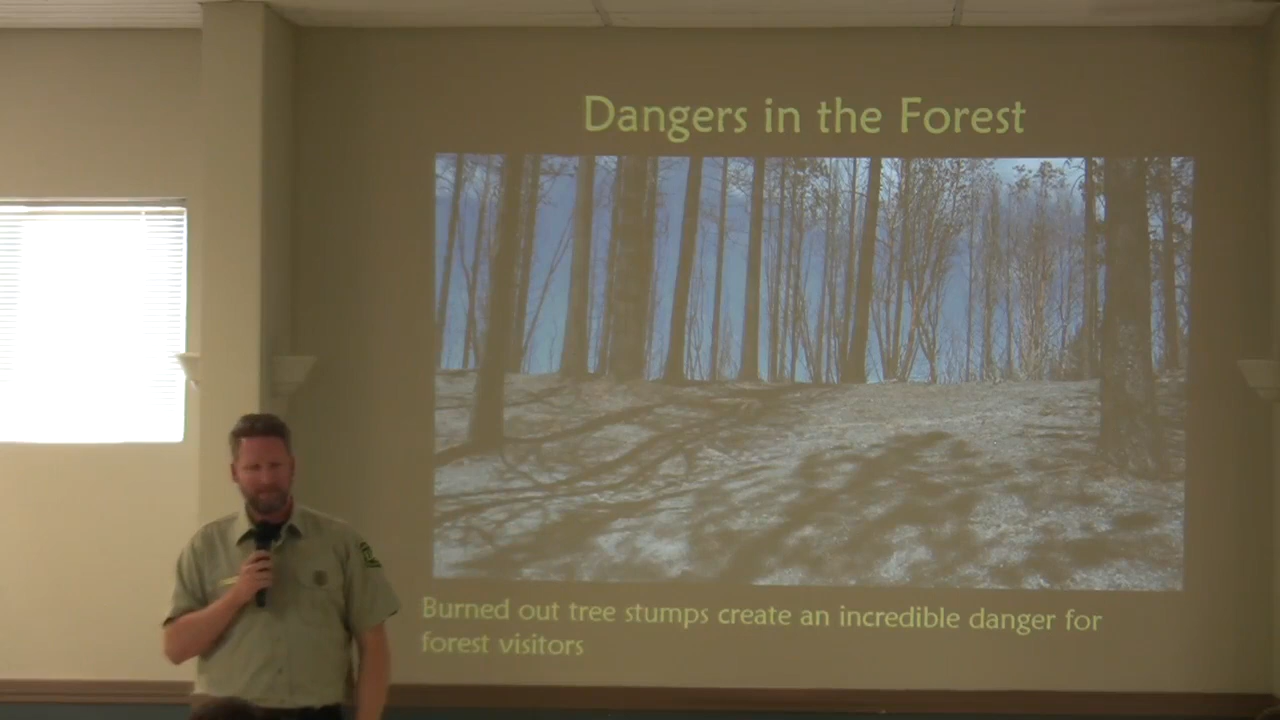 Dangers in the Forest
Burned out tree stumps create an incredible danger for
forest visitors